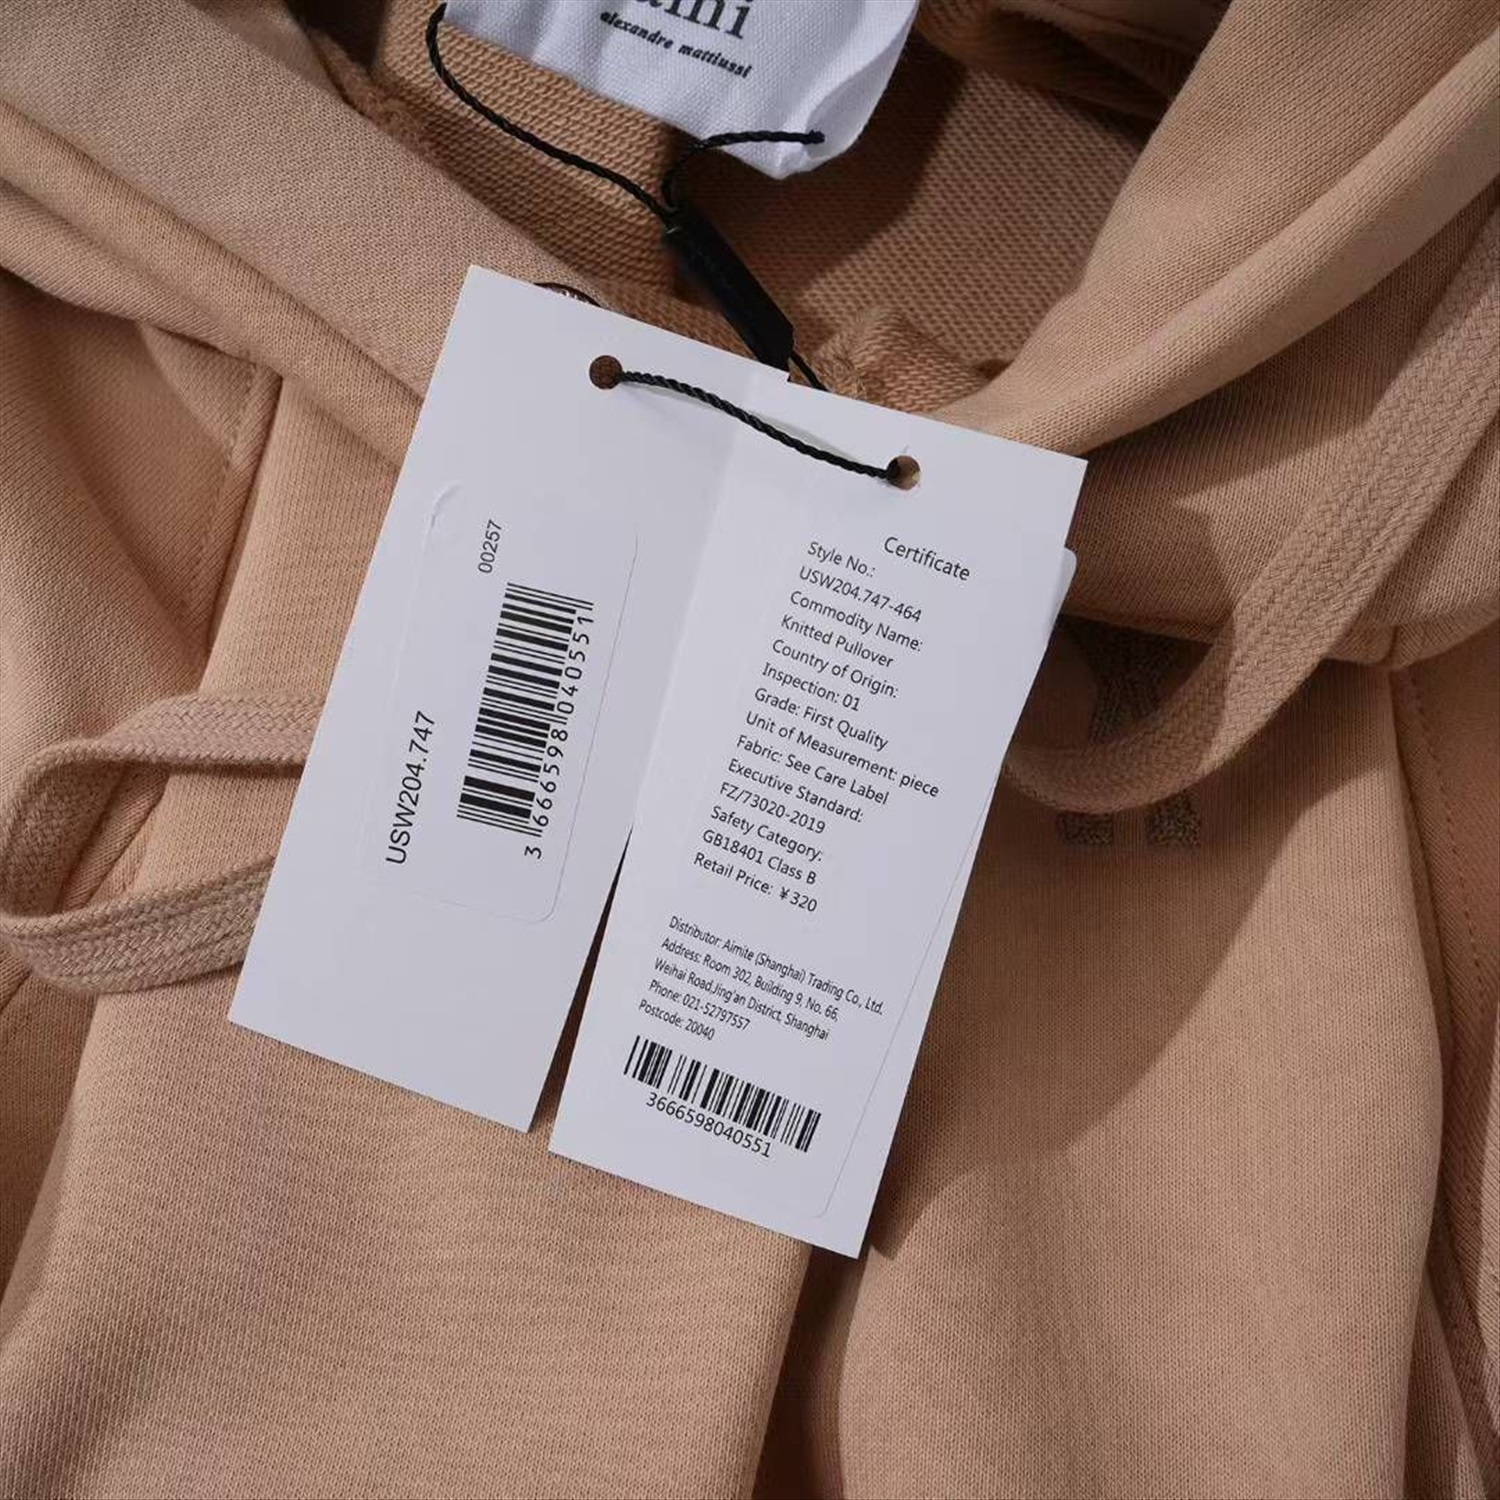 alexandre mattiussi
00257
USW204.747
3 666598 040551
Certificate
Style No.:
USW204.747-464
Commodity Name:
Knitted Pullover
Country of Origin:
Inspection: 01
Grade: First Quality
Unit of Measurement: piece
Fabric: See Care Label
Executive Standard:
FZ/73020-2019
Safety Category:
GB18401 Class B
Retail Price: ¥320
Distributor: Aimite (Shanghai) Trading Co., Ltd.
Address: Room 302, Building 9, No. 66,
Weihai Road,Jing'an District, Shanghai
Phone: 021-52797557
Postcode: 20040
3666598040551